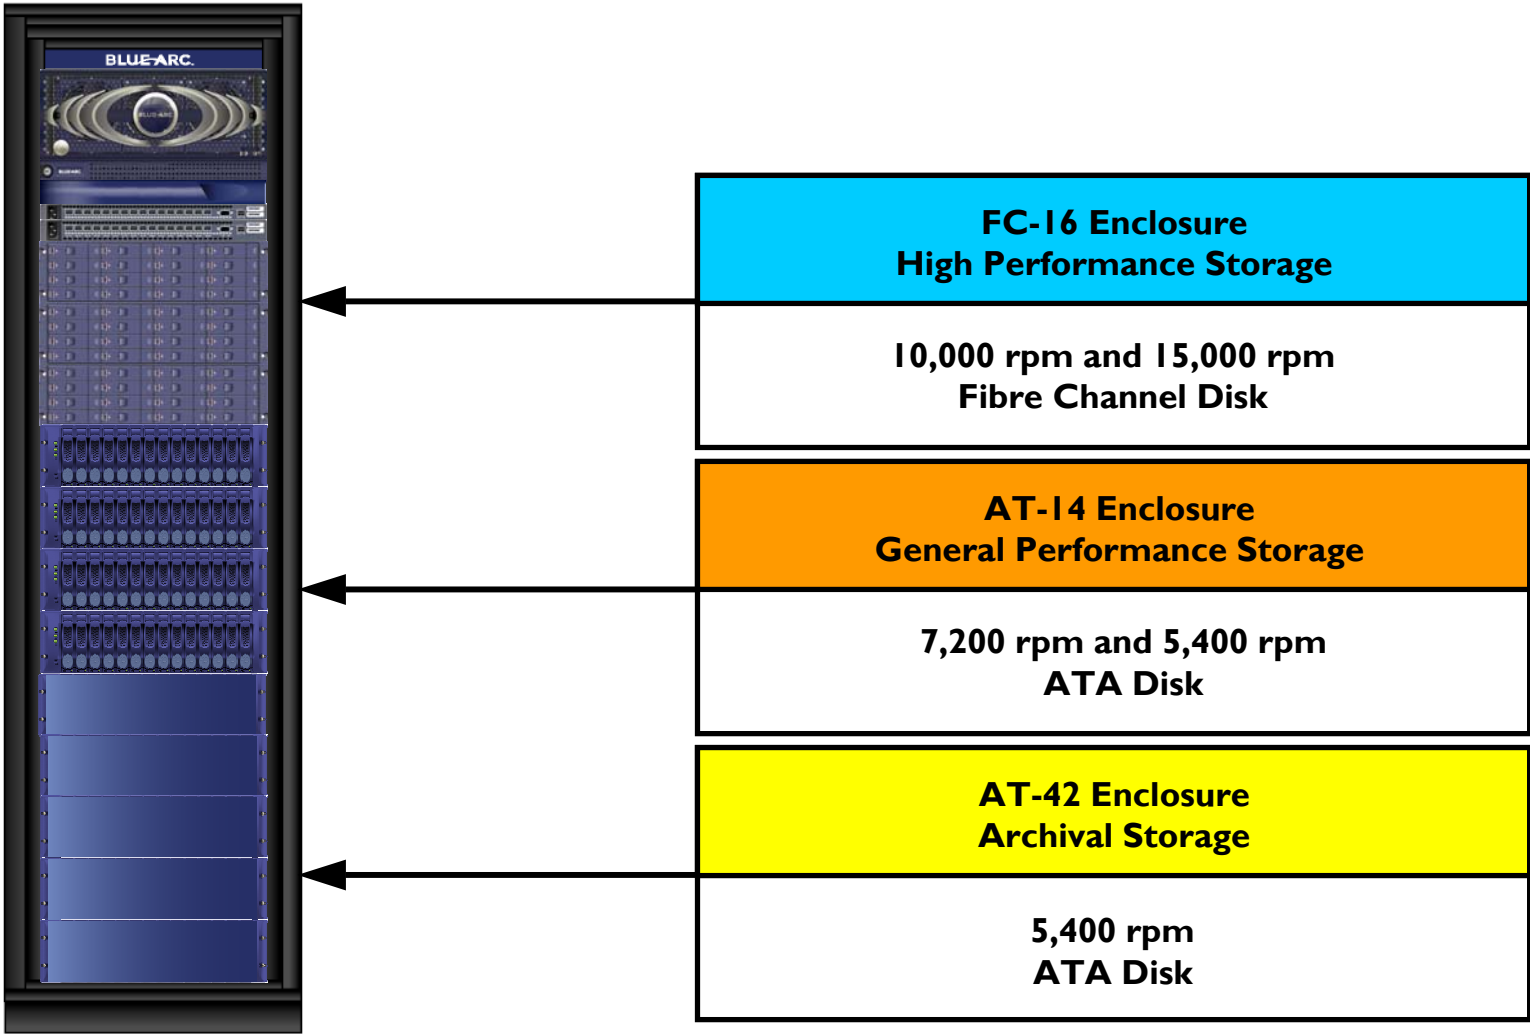 BLUEARC.
BLUEARC
BLUEARC
FC-16 Enclosure
High Performance Storage
10,000 rpm and 15,000 rpm
Fibre Channel Disk
AT-14 Enclosure
General Performance Storage
7,200 rpm and 5,400 rpm
ATA Disk
AT-42 Enclosure
Archival Storage
5,400 rpm
ATA Disk